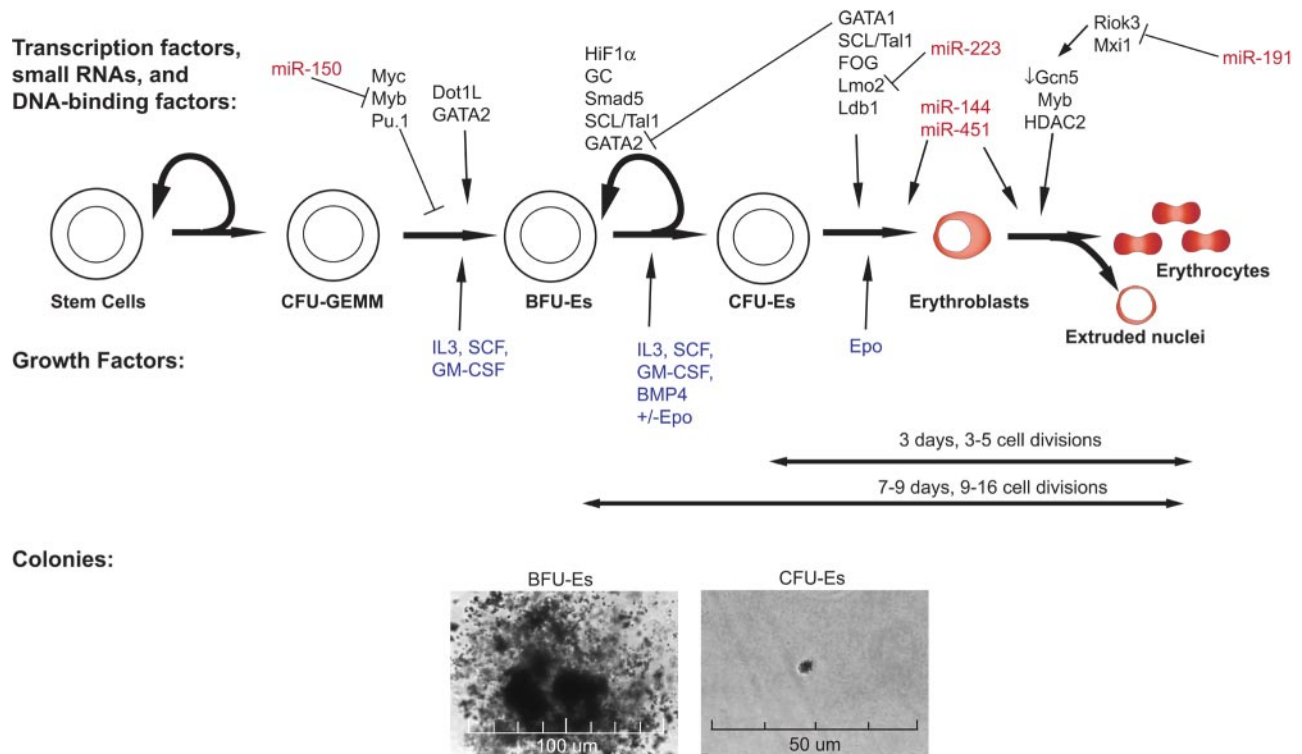 Transcription factors,
small RNAs, and
DNA-binding factors:
miR-150
Myc
Myb
Pu.1
Dot1L
GATA2
HiF1α
GC
Smad5
SCL/Tal1
GATA2
GATA1
SCL/Tal1
FOG
Lmo2
Ldb1
miR-223
miR-144
miR-451
Riok3
Mxi1
miR-191
↓Gcn5
Myb
HDAC2
Stem Cells
CFU-GEMM
BFU-Es
CFU-Es
Erythroblasts
Erythrocytes
Extruded nuclei
Growth Factors:
IL3, SCF,
GM-CSF
IL3, SCF,
GM-CSF,
BMP4
+/-Epo
Epo
3 days, 3-5 cell divisions
7-9 days, 9-16 cell divisions
Colonies:
BFU-Es
CFU-Es
100 um
50 um